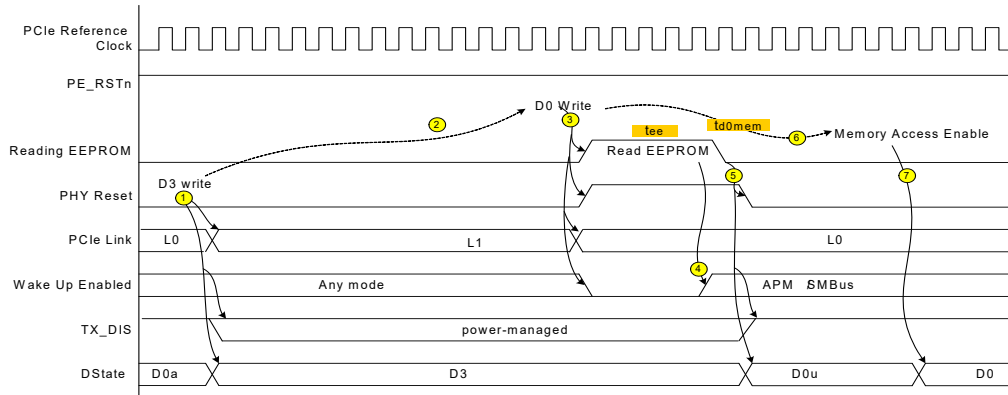 PCIe Reference
Clock
PE_RSTn
D0 Write
2
3
tee
td0mem
6
Memory Access Enable
Reading EEPROM
Read EEPROM
D3 write
5
7
1
PHY Reset
PCIe Link
L0
L1
L0
4
Wake Up Enabled
Any mode
APM /SMBus
TX_DIS
power-managed
DState
D0a
D3
D0u
D0